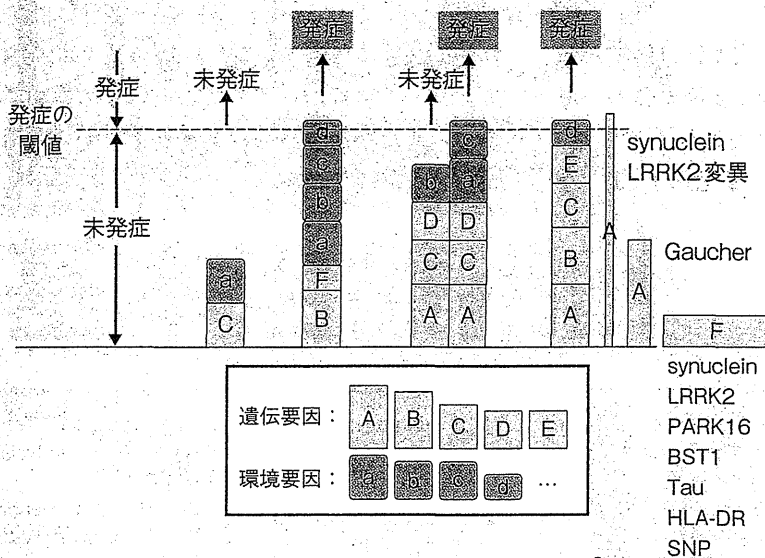 発症
発症
発症
発症
未発症
未発症
発症の
閾値
未発症
d
c
b
a
F
B
a
C
b
D
C
A
c
a
D
C
A
d
E
C
B
A
A
synuclein
LRRK2変異
Gaucher
A
F
synuclein
LRRK2
PARK16
BST1
Tau
HLA-DR
SNP
遺伝要因： A B C D E
環境要因： a b c d …